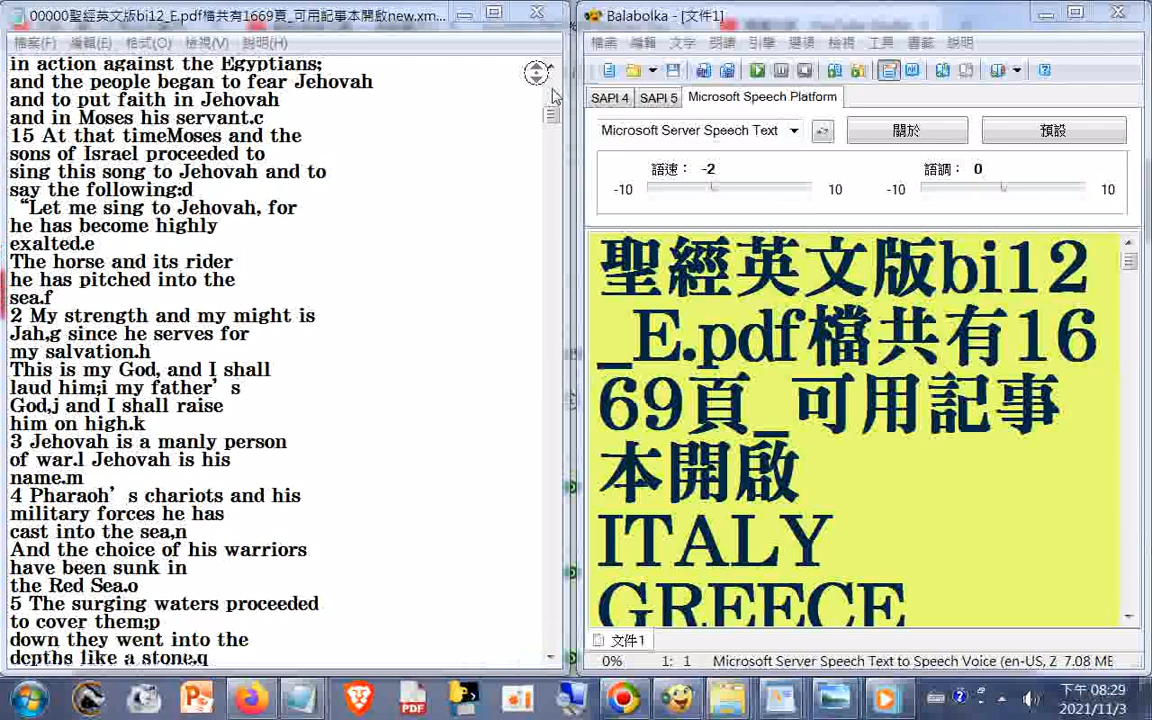 00000聖經英文版bi12_E.pdf檔共有1669頁_可用記事本開啟new.xm...
檔案(F) 編輯(E) 格式(O) 檢視(V) 說明(H)
in action against the Egyptians;
and the people began to fear Jehovah
and to put faith in Jehovah
and in Moses his servant.c
15 At that timeMoses and the
sons of Israel proceeded to
sing this song to Jehovah and to
say the following:d
“Let me sing to Jehovah, for
he has become highly
exalted.e
The horse and its rider
he has pitched into the
sea.f
2 My strength and my might is
Jah,g since he serves for
my salvation.h
This is my God, and I shall
laud him;i my father’s
God,j and I shall raise
him on high.k
3 Jehovah is a manly person
of war.l Jehovah is his
name.m
4 Pharaoh’s chariots and his
military forces he has
cast into the sea,n
And the choice of his warriors
have been sunk in
the Red Sea.o
5 The surging waters proceeded
to cover them;p
down they went into the
depths like a stone.q
Balabolka - [文件1]
檔案 編輯 文字 朗讀 引擎 選項 檢視 工具 書籤 說明
SAPI 4 SAPI 5 Microsoft Speech Platform
Microsoft Server Speech Text 關於 預設
語速： -2 語調： 0
-10 10 -10 10
聖經英文版bi12
_E.pdf檔共有16
69頁_可用記事
本開啟
ITALY
GREECE
文件1
0% 1: 1 Microsoft Server Speech Text to Speech Voice (en-US, Z 7.08 ME
PDF
下午 08:29
2021/11/3